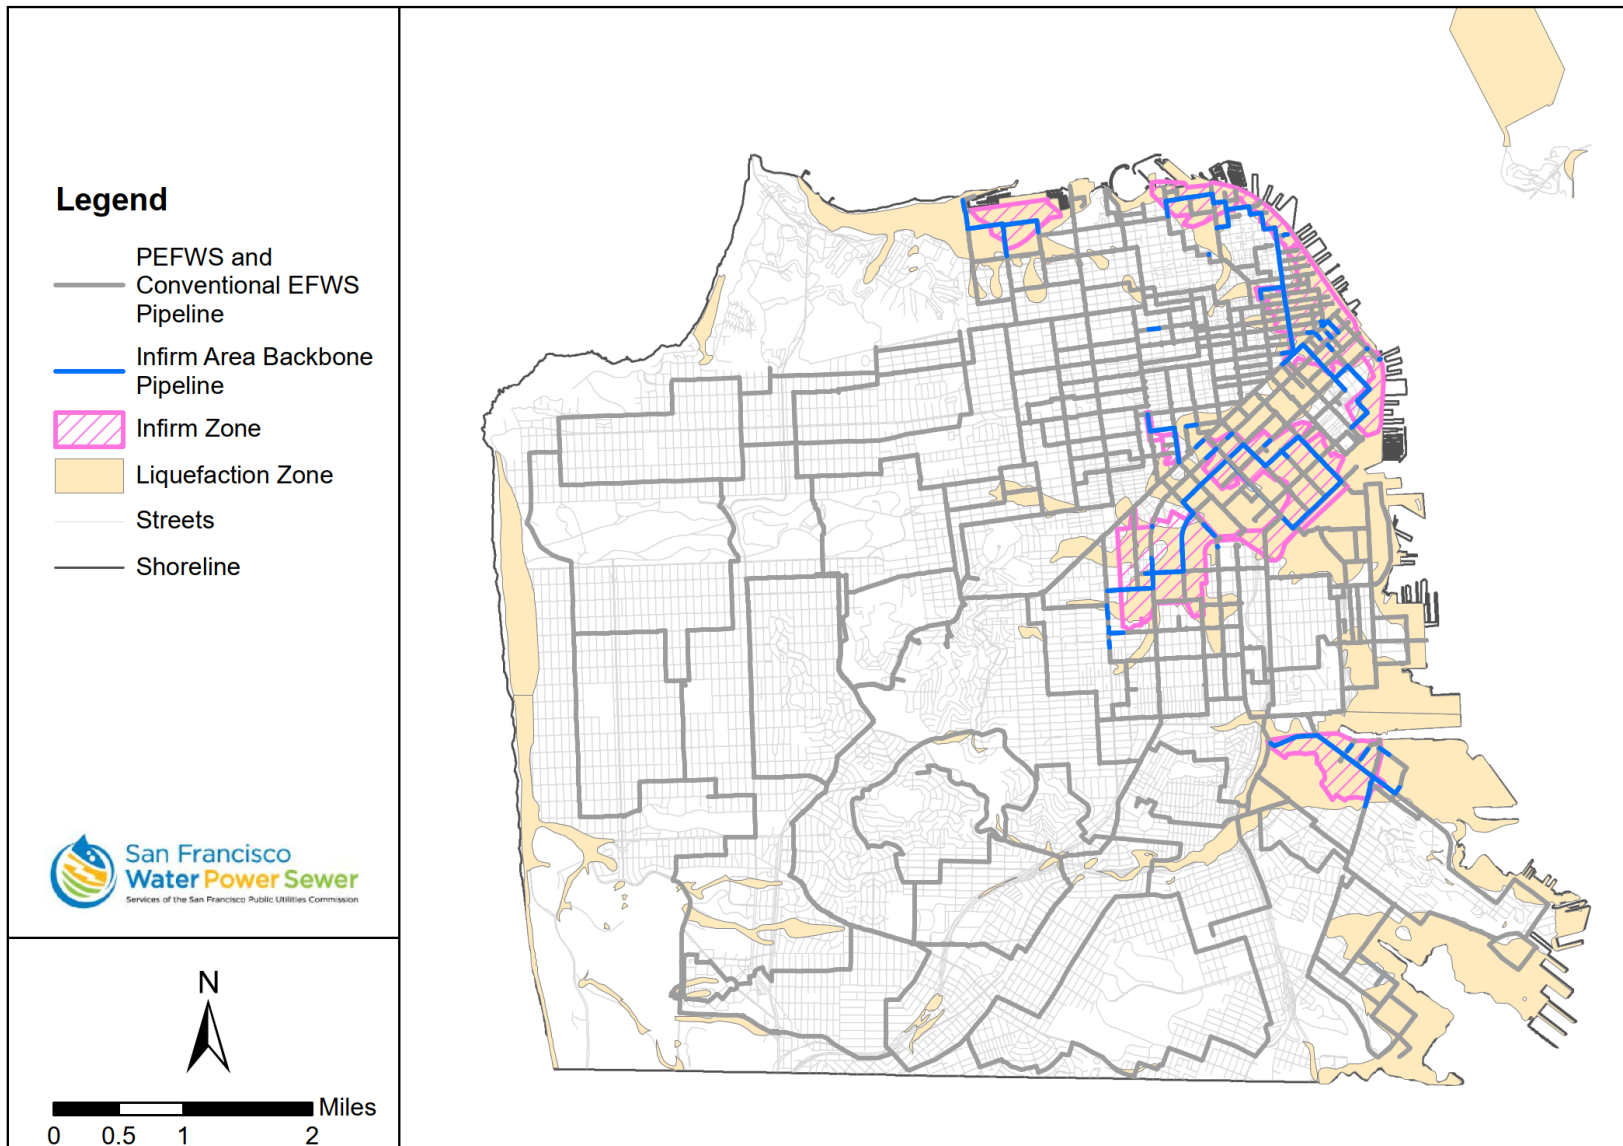 Legend
PEFWS and
Conventional EFWS
Pipeline
Infirm Area Backbone
Pipeline
Infirm Zone
Liquefaction Zone
Streets
Shoreline
San Francisco
Water Power Sewer
Services of the San Francisco Public Utilities Commission
N
Miles
0 0.5 1 2